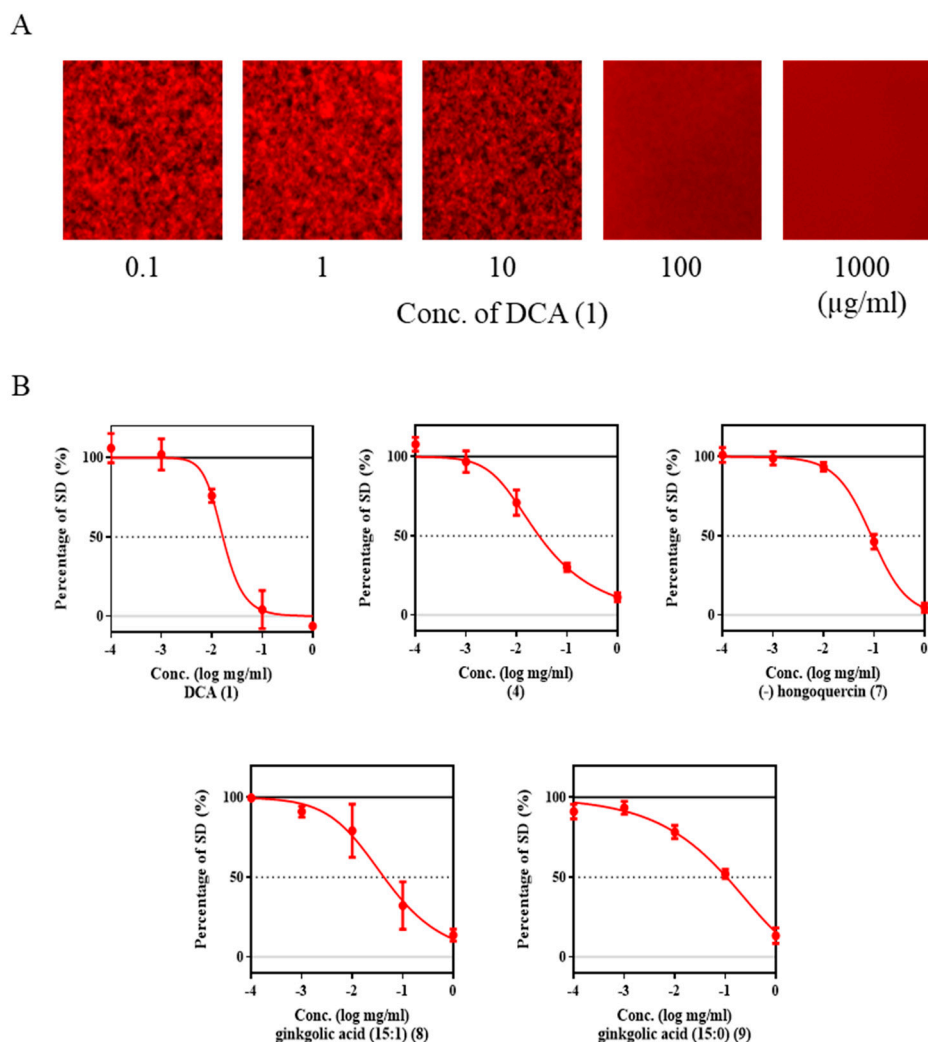 A
0.1 1 10 100 1000
Conc. of DCA (1) (µg/ml)
B
Percentage of SD (%)
100
50
0
-4 -3 -2 -1 0
Conc. (log mg/ml)
DCA (1)
Percentage of SD (%)
100
50
0
-4 -3 -2 -1 0
Conc. (log mg/ml)
(4)
Percentage of SD (%)
100
50
0
-4 -3 -2 -1 0
Conc. (log mg/ml)
(-) hongoquercin (7)
Percentage of SD (%)
100
50
0
-4 -3 -2 -1 0
Conc. (log mg/ml)
ginkgolic acid (15:1) (8)
Percentage of SD (%)
100
50
0
-4 -3 -2 -1 0
Conc. (log mg/ml)
ginkgolic acid (15:0) (9)